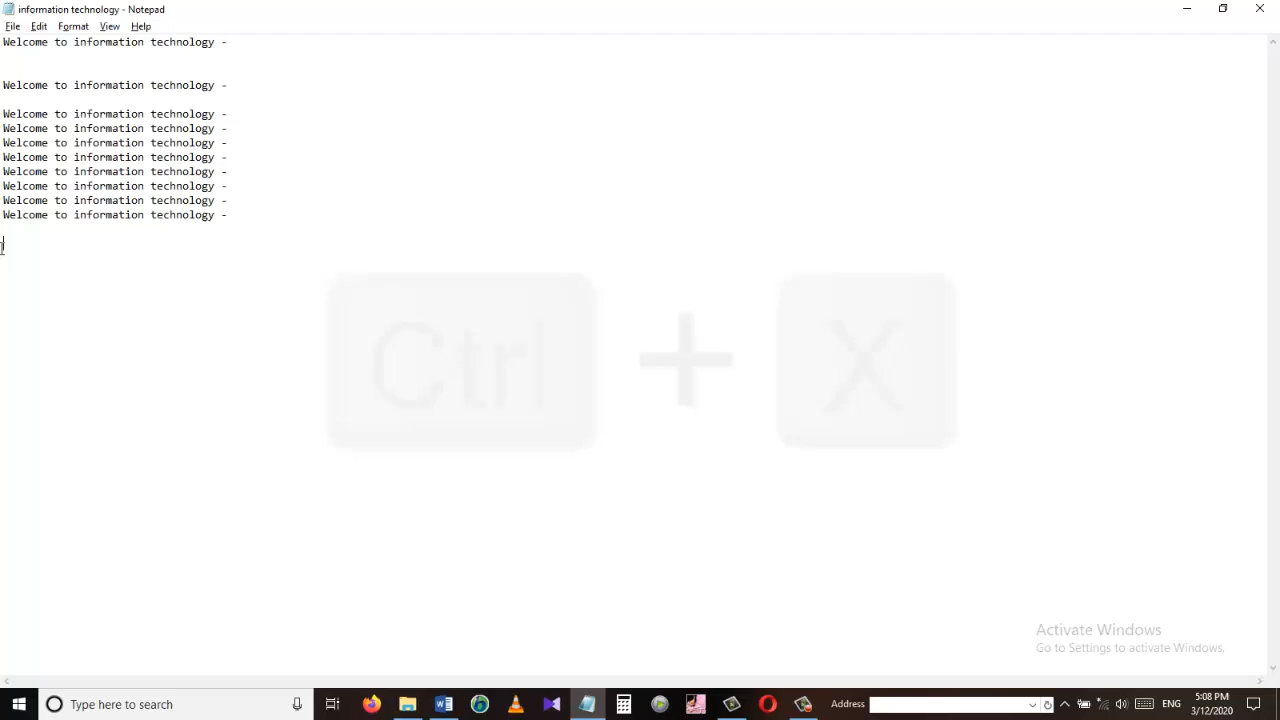 information technology - Notepad
File Edit Format View Help
Welcome to information technology -
Welcome to information technology -
Welcome to information technology -
Welcome to information technology -
Welcome to information technology -
Welcome to information technology -
Welcome to information technology -
Welcome to information technology -
Welcome to information technology -
Welcome to information technology -
Ctrl + X
Activate Windows
Go to Settings to activate Windows.
Type here to search
Address
ENG
5:08 PM
3/12/2020